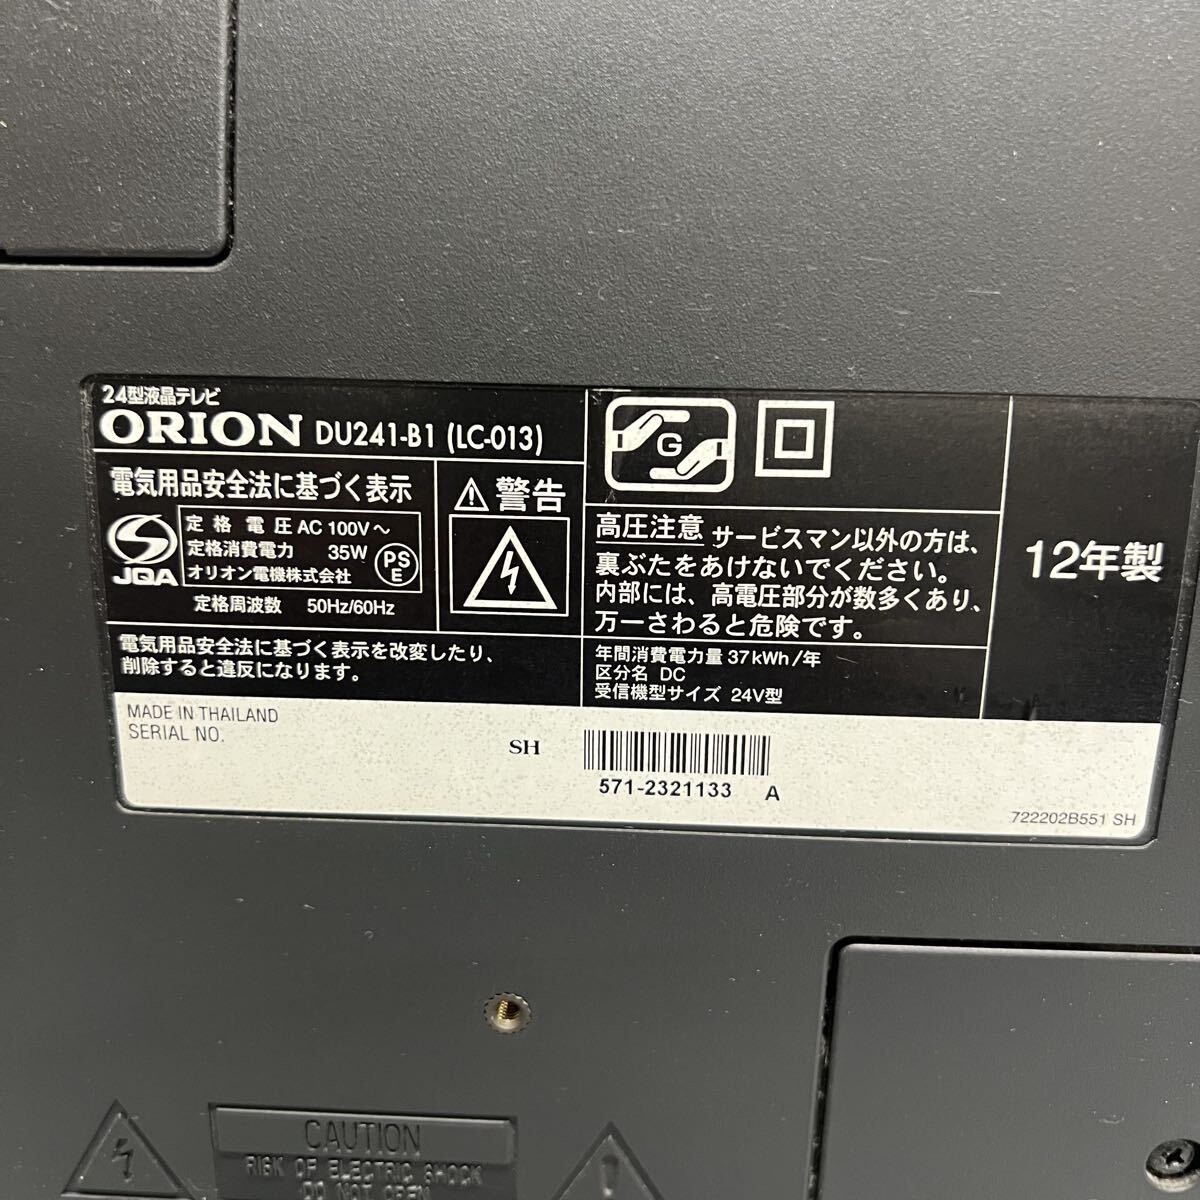 24型液晶テレビ
ORION DU241-B1 (LC-013)
電気用品安全法に基づく表示
JQA
定格電圧 AC 100V～
定格消費電力 35W
オリオン電機株式会社
PS
E
定格周波数 50Hz/60Hz
警告
電気用品安全法に基づく表示を改変したり、
削除すると違反になります。
G
高圧注意 サービスマン以外の方は、
裏ぶたをあけないでください。
内部には、高電圧部分が数多くあり、
万一さわると危険です。
年間消費電力量 37kWh/年
区分名 DC
受信機型サイズ 24V型
12年製
MADE IN THAILAND
SERIAL NO.
SH
571-2321133 A
722202B551 SH
CAUTION
RISK OF ELECTRIC SHOCK
DO NOT OPEN